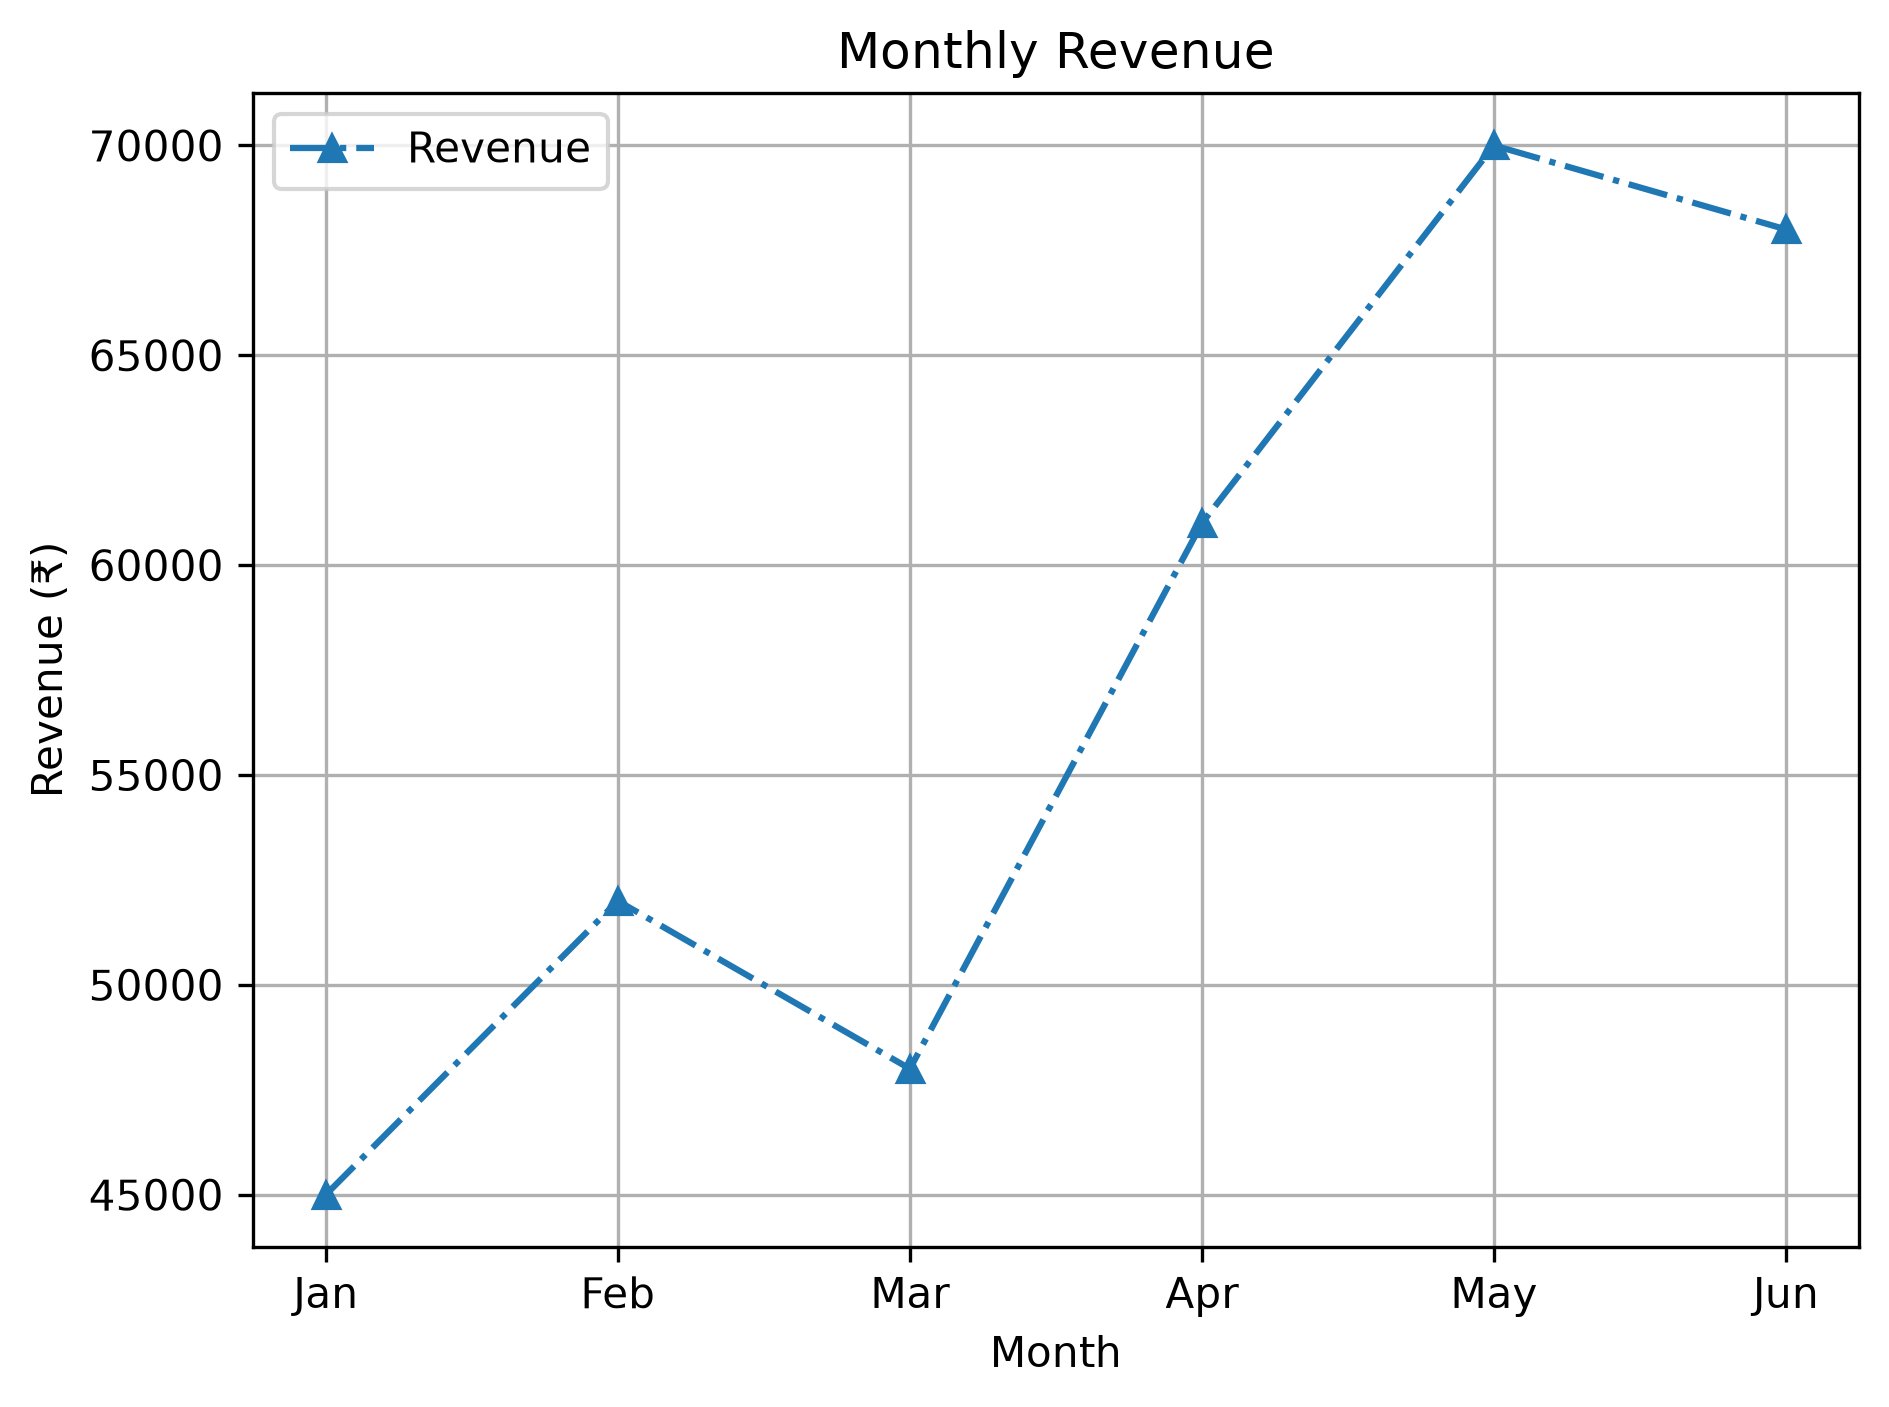 Monthly Revenue
Revenue
70000
65000
60000
55000
50000
45000
Revenue (₹)
Jan Feb Mar Apr May Jun
Month